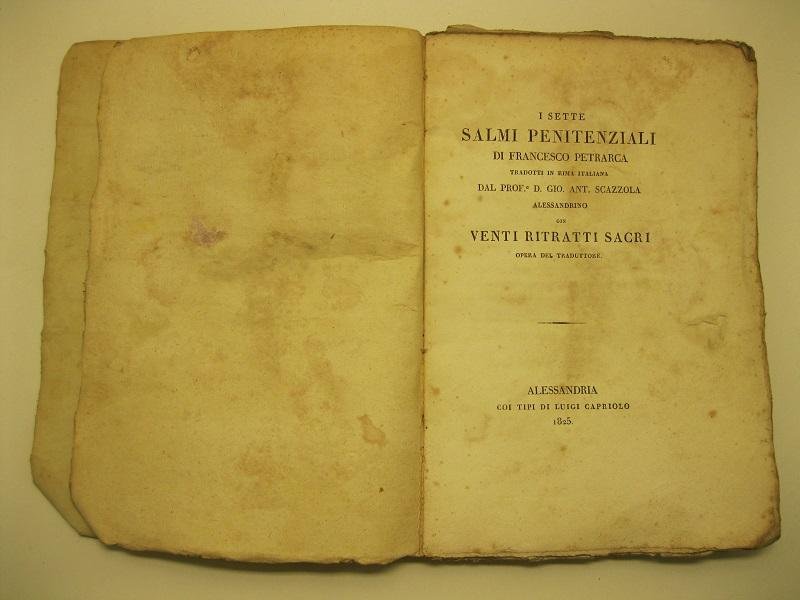 I SETTE
SALMI PENITENZIALI
DI FRANCESCO PETRARCA
TRADOTTI IN RIMA ITALIANA
DAL PROF.e D. GIO. ANT. SCAZZOLA
ALESSANDRINO
CON
VENTI RITRATTI SACRI
OPERA DEL TRADUTTORE.
ALESSANDRIA
COI TIPI DI LUIGI CAPRIOLO
1825.